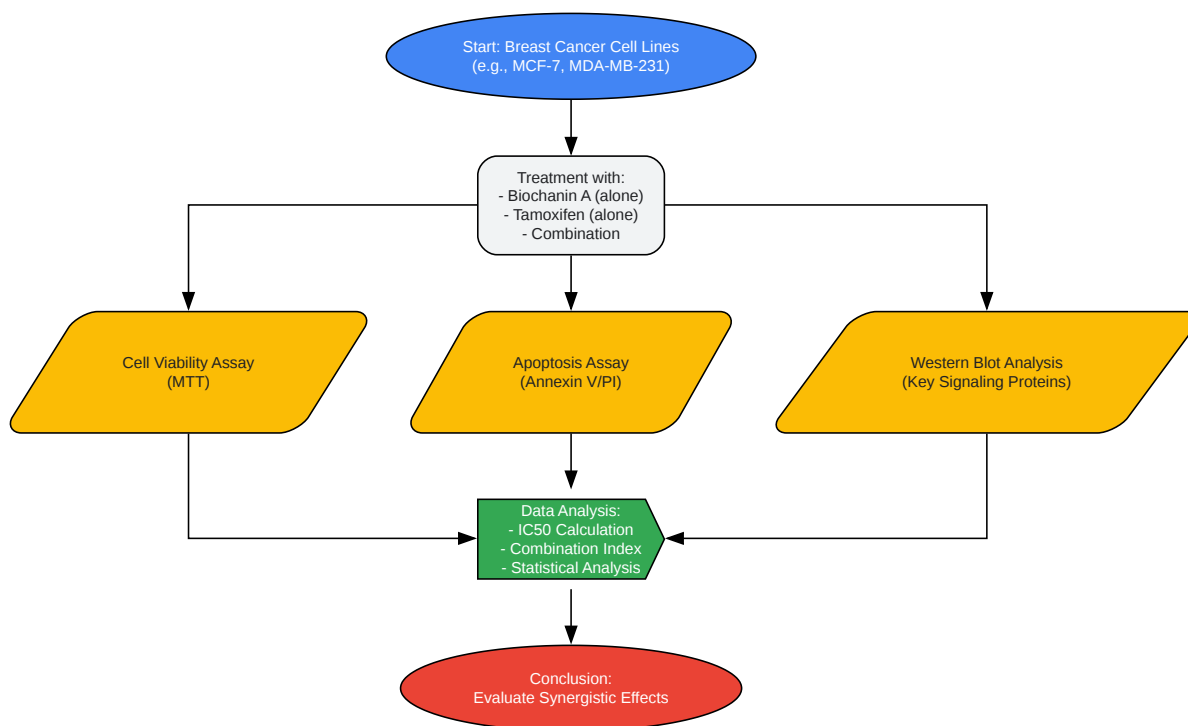 Start: Breast Cancer Cell Lines
(e.g., MCF-7, MDA-MB-231)
Treatment with:
- Biochanin A (alone)
- Tamoxifen (alone)
- Combination
Cell Viability Assay
(MTT)
Apoptosis Assay
(Annexin V/PI)
Western Blot Analysis
(Key Signaling Proteins)
Data Analysis:
- IC50 Calculation
- Combination Index
- Statistical Analysis
Conclusion:
Evaluate Synergistic Effects